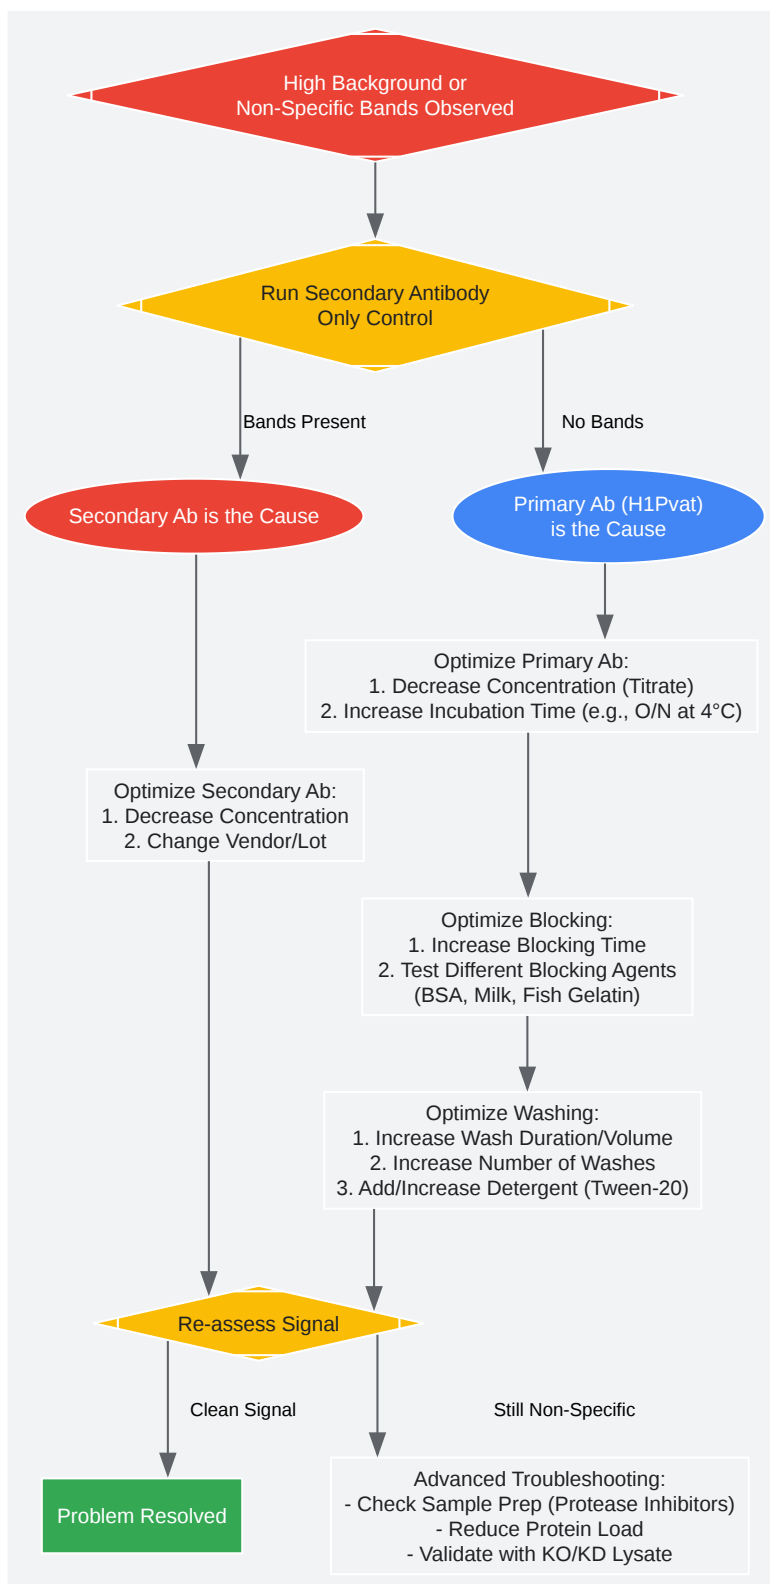 High Background or
Non-Specific Bands Observed
Run Secondary Antibody
Only Control
Bands Present
No Bands
Secondary Ab is the Cause
Primary Ab (H1Pvat)
is the Cause
Optimize Primary Ab:
1. Decrease Concentration (Titrate)
2. Increase Incubation Time (e.g., O/N at 4°C)
Optimize Secondary Ab:
1. Decrease Concentration
2. Change Vendor/Lot
Optimize Blocking:
1. Increase Blocking Time
2. Test Different Blocking Agents
(BSA, Milk, Fish Gelatin)
Optimize Washing:
1. Increase Wash Duration/Volume
2. Increase Number of Washes
3. Add/Increase Detergent (Tween-20)
Re-assess Signal
Clean Signal
Still Non-Specific
Problem Resolved
Advanced Troubleshooting:
- Check Sample Prep (Protease Inhibitors)
- Reduce Protein Load
- Validate with KO/KD Lysate